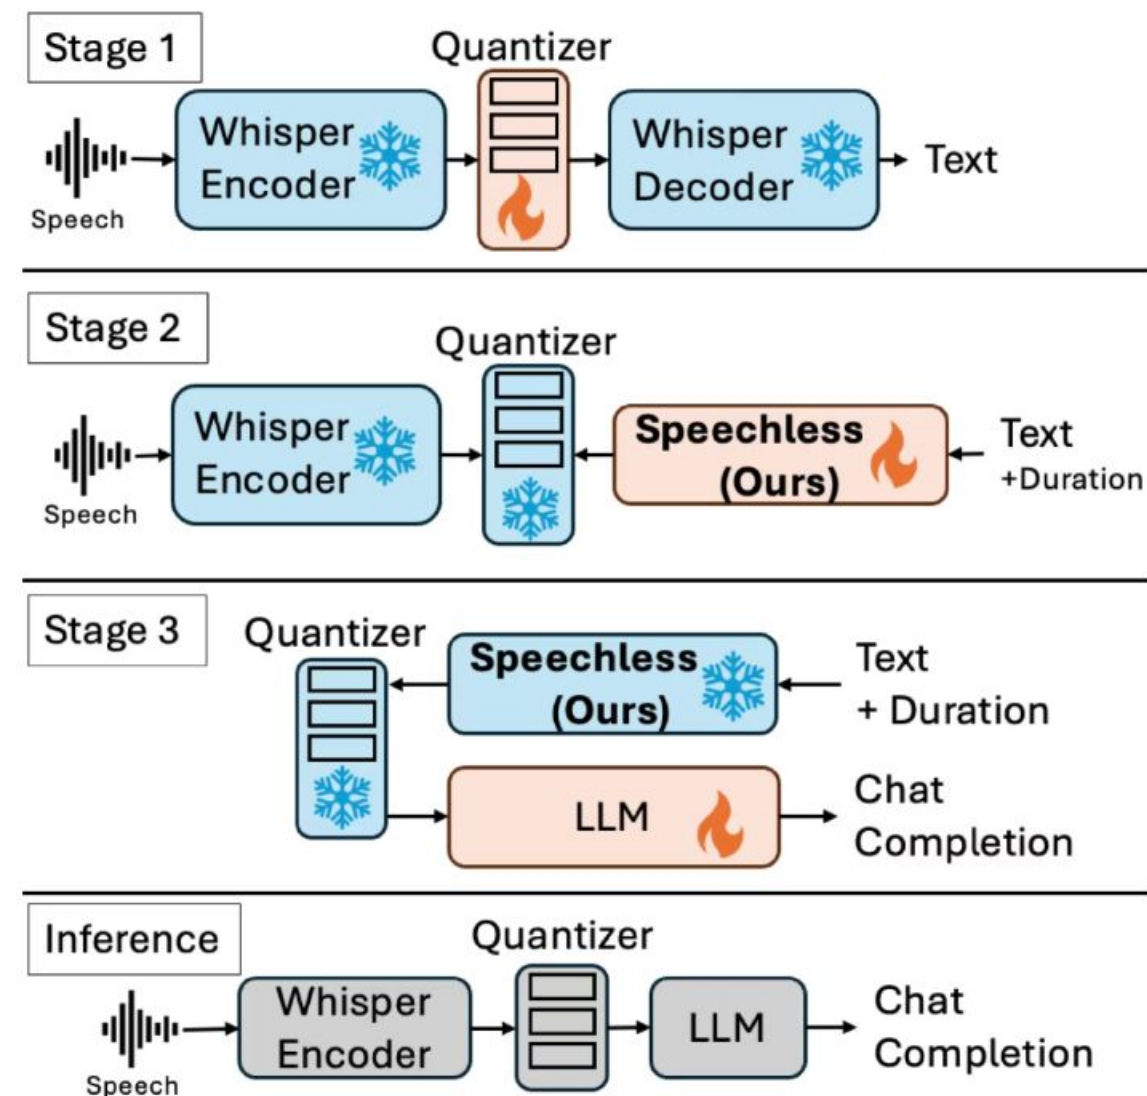 Stage 1
Quantizer
Whisper
Encoder
Whisper
Decoder
Text
Speech
Stage 2
Quantizer
Whisper
Encoder
Speechless
(Ours)
Text
+Duration
Speech
Stage 3
Quantizer
Speechless
(Ours)
Text
+ Duration
LLM
Chat
Completion
Inference
Quantizer
Whisper
Encoder
LLM
Chat
Completion
Speech